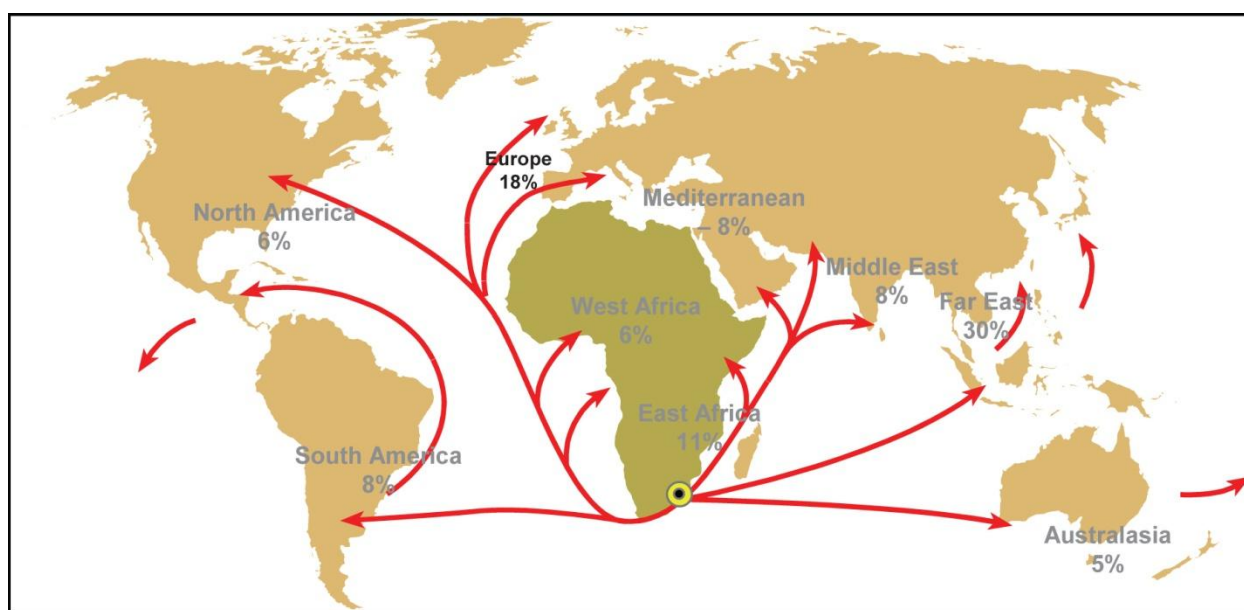 Europe
18%
Mediterranean
– 8%
North America
6%
Middle East
8%
Far East
30%
West Africa
6%
East Africa
11%
South America
8%
Australasia
5%